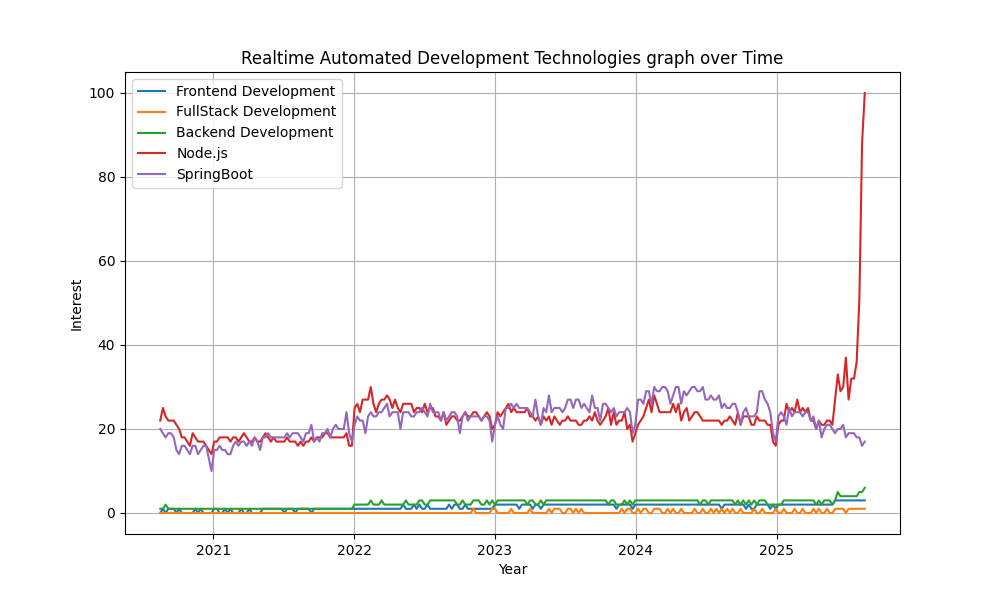 Realtime Automated Development Technologies graph over Time
Frontend Development
FullStack Development
Backend Development
Node.js
SpringBoot
100
80
60
40
20
0
Interest
2021 2022 2023 2024 2025
Year